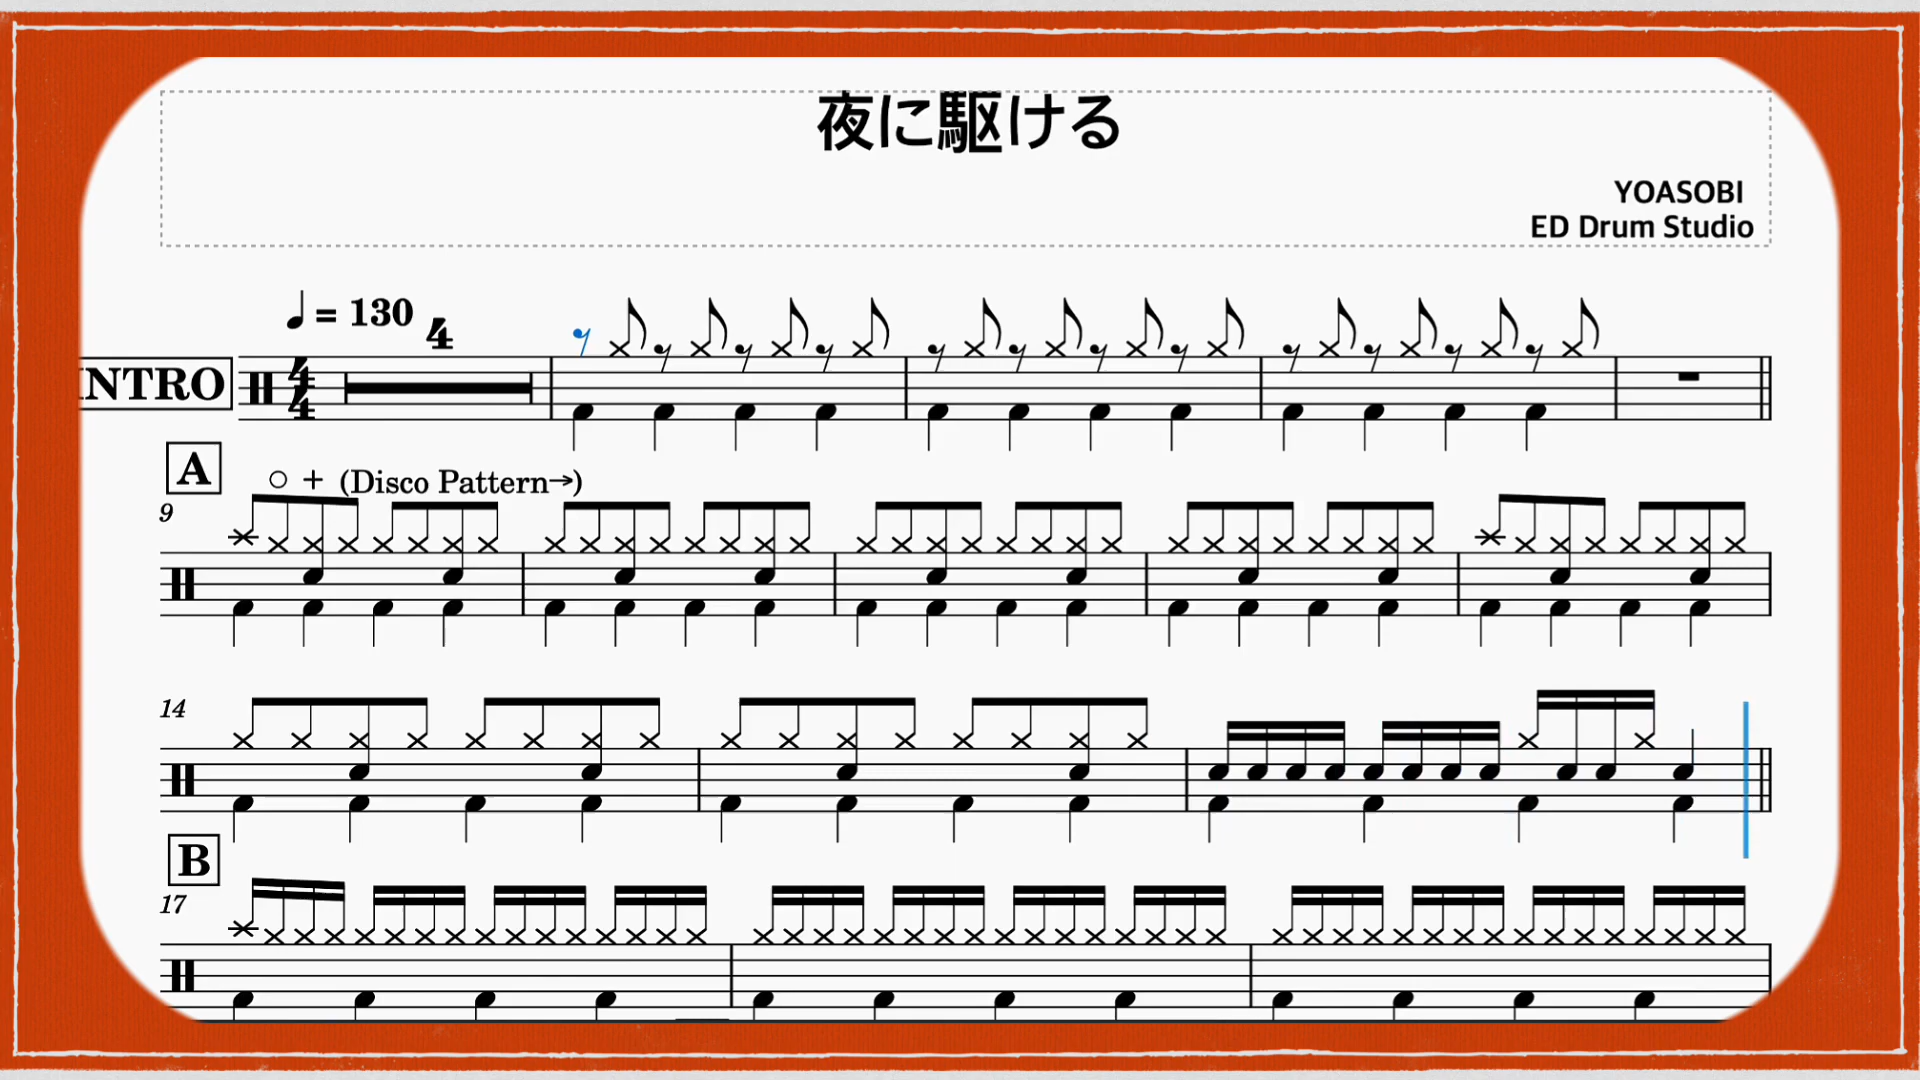 夜に駆ける
YOASOBI
ED Drum Studio
♩ = 130
4
INTRO
4
4
A
○ + (Disco Pattern→)
9
14
B
17